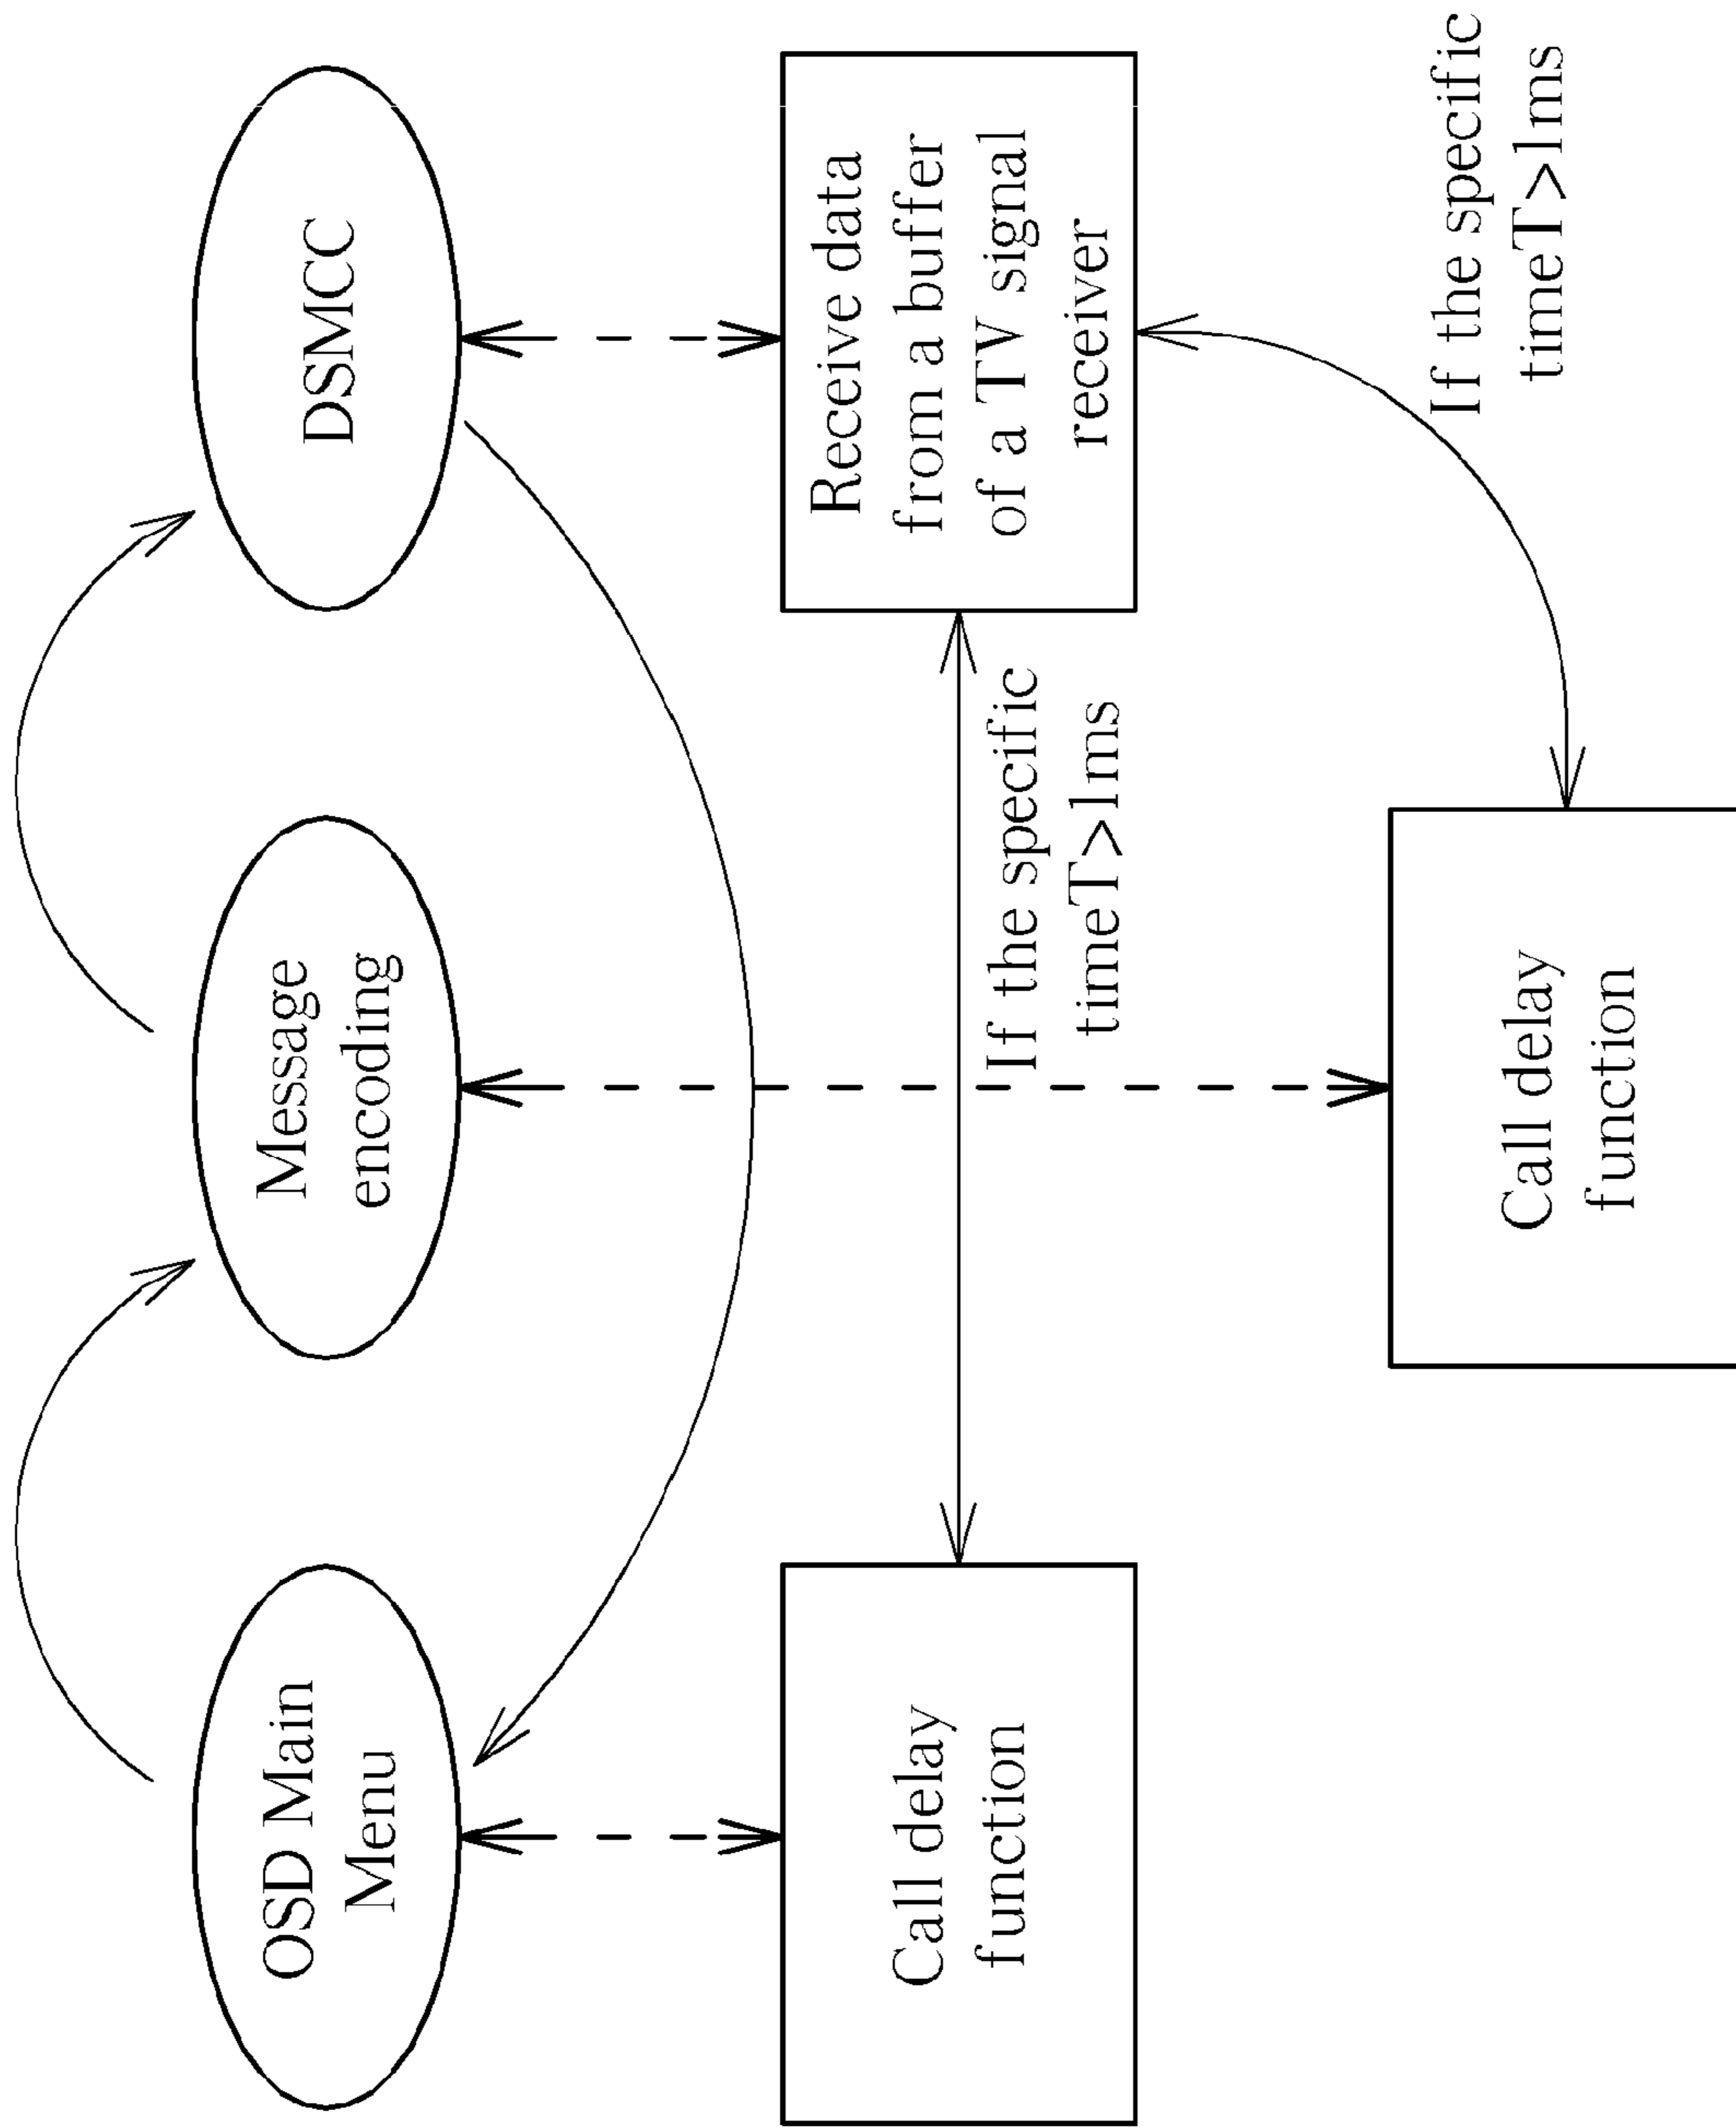 OSD Main
Menu
Message
encoding
DSMCC
Call delay
function
If the specific
timeT>1ms
Receive data
from a buffer
of a TV signal
receiver
Call delay
function
If the specific
timeT>1ms